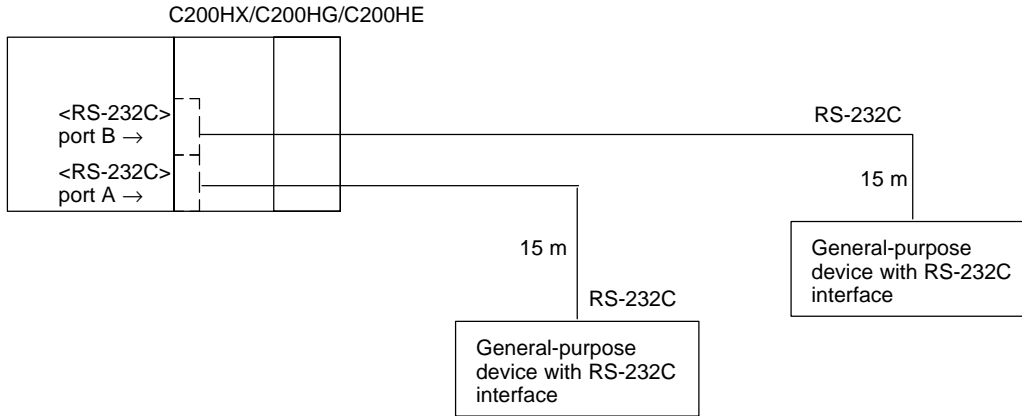 C200HX/C200HG/C200HE
<RS-232C>
port B →
<RS-232C>
port A →
RS-232C
15 m
General-purpose
device with RS-232C
interface
15 m
RS-232C
General-purpose
device with RS-232C
interface